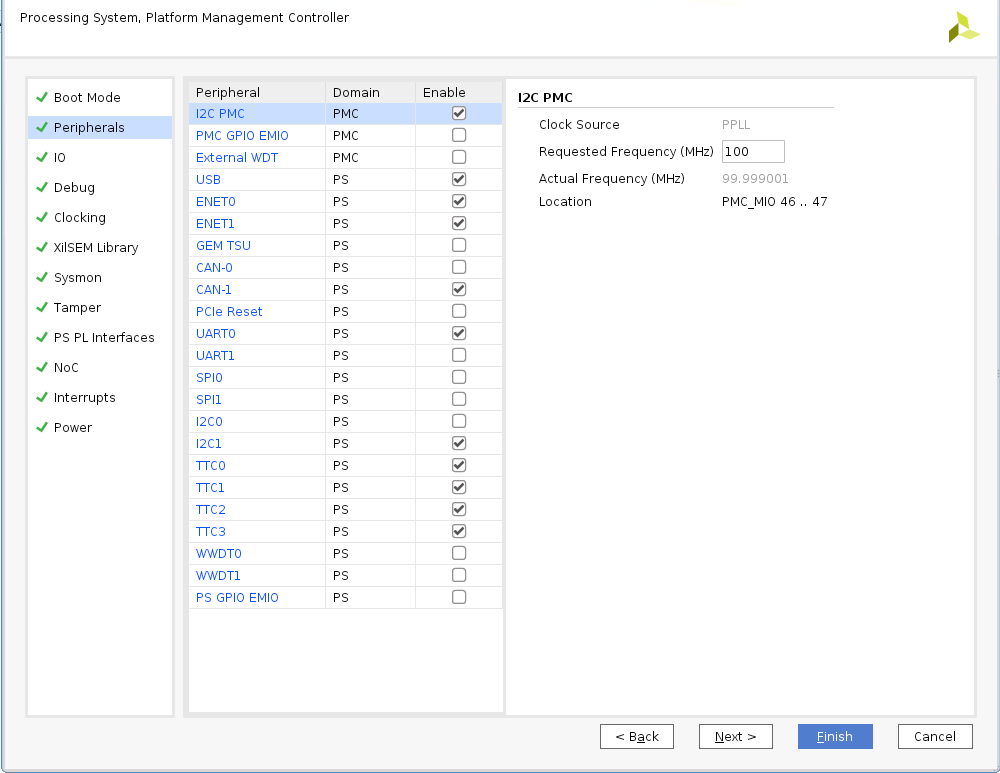 Processing System, Platform Management Controller
Boot Mode
Peripherals
IO
Debug
Clocking
XilSEM Library
Sysmon
Tamper
PS PL Interfaces
NoC
Interrupts
Power
Peripheral Domain Enable
I2C PMC PMC
PMC GPIO EMIO PMC
External WDT PMC
USB PS
ENET0 PS
ENET1 PS
GEM TSU PS
CAN-0 PS
CAN-1 PS
PCIe Reset PS
UART0 PS
UART1 PS
SPI0 PS
SPI1 PS
I2C0 PS
I2C1 PS
TTC0 PS
TTC1 PS
TTC2 PS
TTC3 PS
WWDT0 PS
WWDT1 PS
PS GPIO EMIO PS
I2C PMC
Clock Source PPLL
Requested Frequency (MHz) 100
Actual Frequency (MHz) 99.999001
Location PMC_MIO 46 .. 47
< Back Next > Finish Cancel